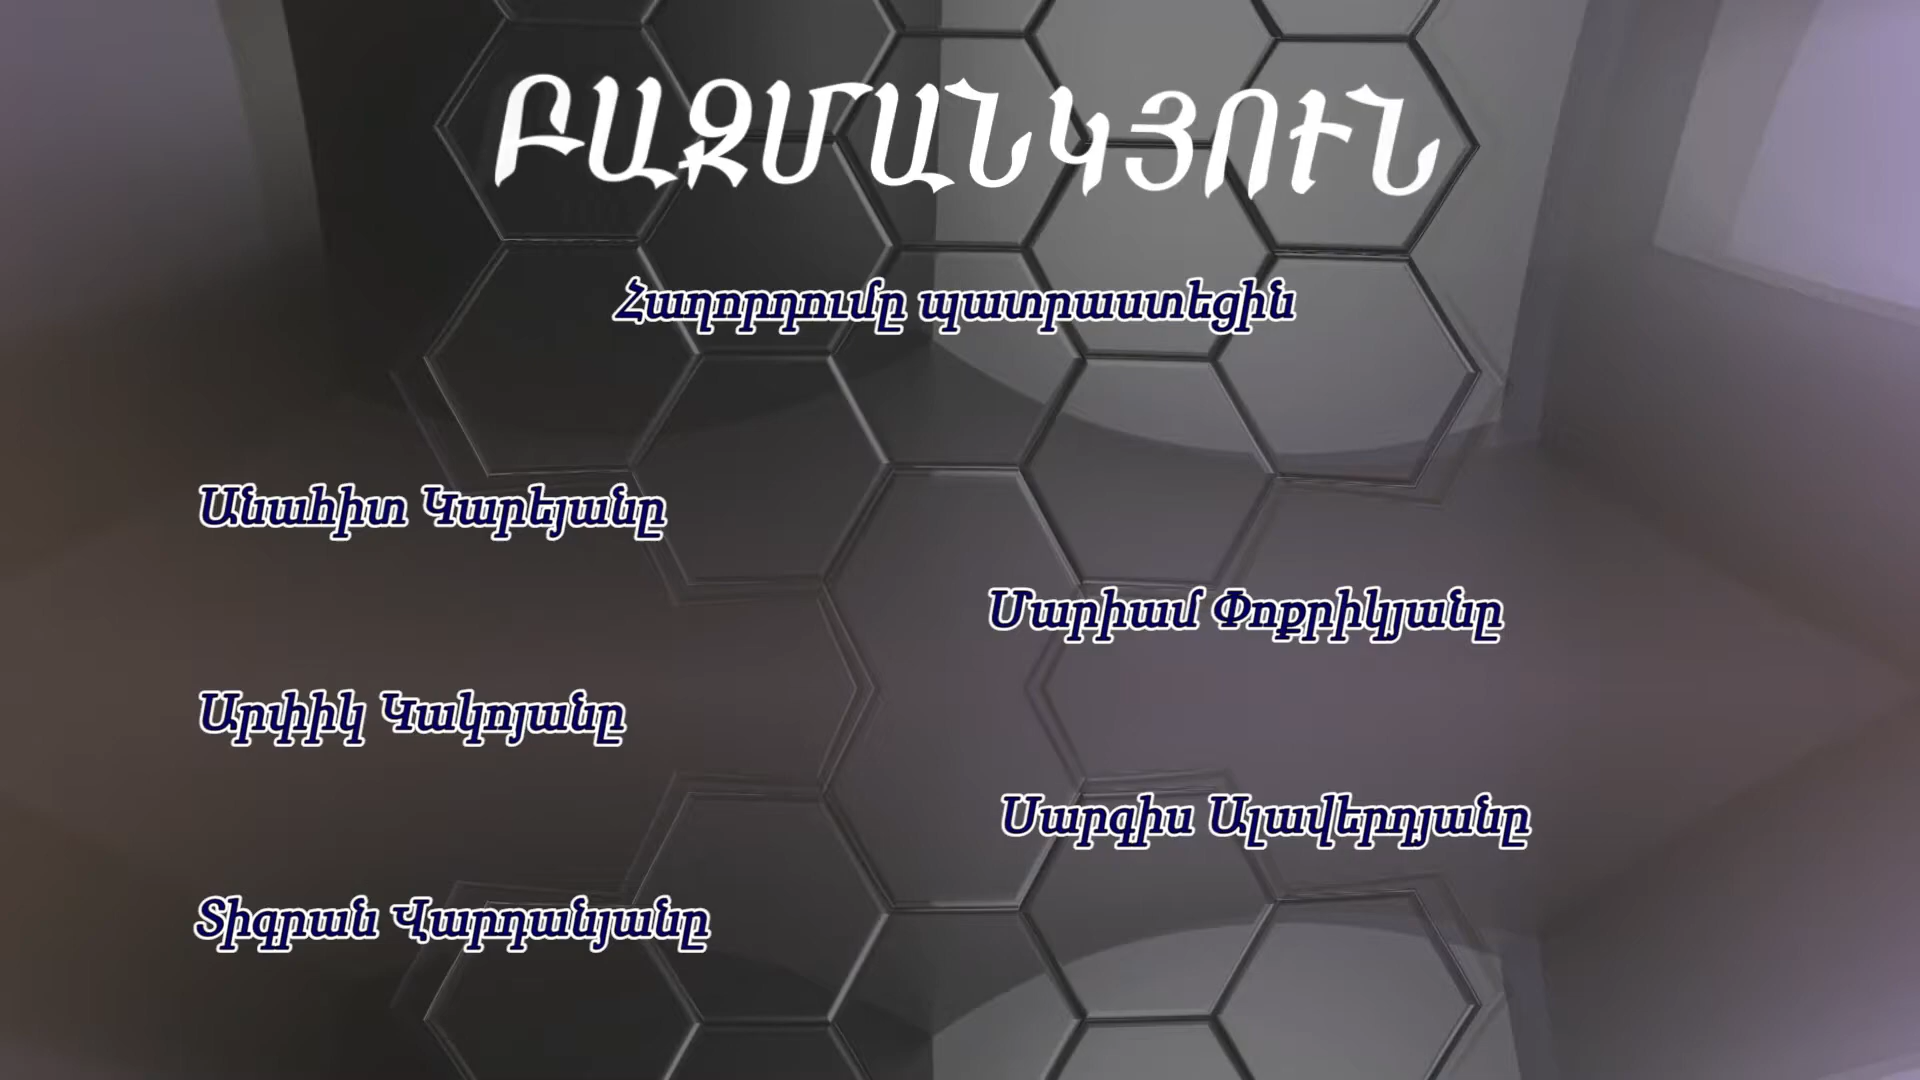 ԲԱԶՄԱՆԿՅՈՒՆ
Հաղորդումը պատրաստեցին
Անահիտ Կարեյանը
Մարիամ Փոքրիկյանը
Արփիկ Կակոյանը
Սարգիս Ալավերդյանը
Տիգրան Վարդանյանը